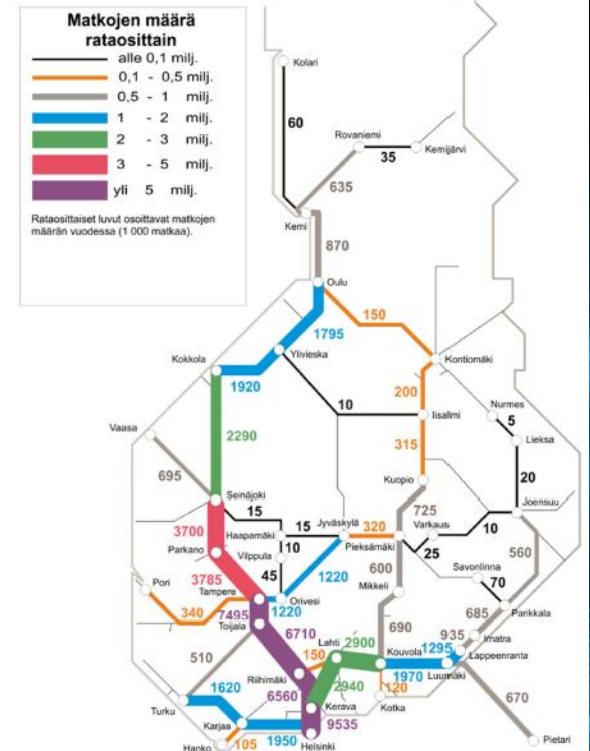 Matkojen määrä
rataosittain
alle 0,1 milj.
0,1 - 0,5 milj.
0,5 - 1 milj.
1 - 2 milj.
2 - 3 milj.
3 - 5 milj.
yli 5 milj.
Rataosittaiset luvut osoittavat matkojen
määrän vuodessa (1 000 matkaa).
Kolari
60
Rovaniemi
35
Kemijärvi
635
Kemi
870
Oulu
150
1795
Ylivieska
Kontiomäki
Kokkola
1920
200
10
Iisalmi
Nurmes
5
Lieksa
Vaasa
2290
315
695
Kuopio
20
Seinäjoki
725
Joensuu
15
15
Jyväskylä
320
Varkaus
10
3700
Haapamäki
10
Pieksämäki
25
560
Parkano
Vilppula
1220
600
Savonlinna
3785
45
Mikkeli
70
Pori
Tampere
Orivesi
Parikkala
340
7495
1220
685
Toijala
6710
Lahti
2900
690
935
Imatra
510
150
Kouvola
1295
Lappeenranta
Riihimäki
1970
Luumäki
1620
6560
2940
120
670
Turku
Kerava
Kotka
Karjaa
9535
Hanko
105
1950
Helsinki
Pietari